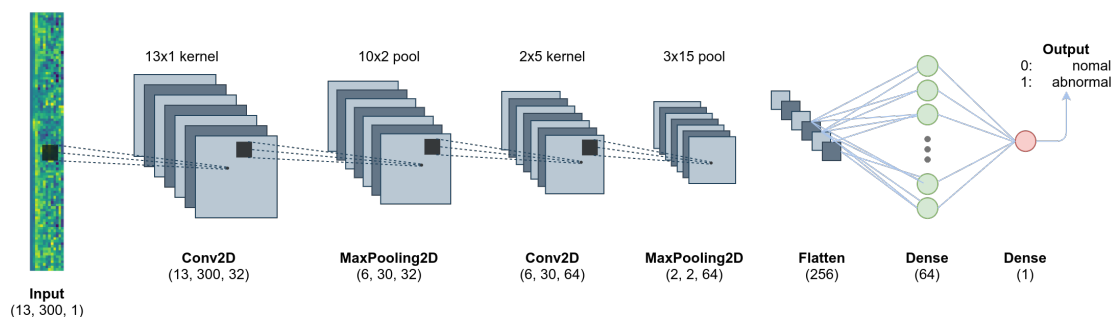 13x1 kernel
10x2 pool
2x5 kernel
3x15 pool
Output
0: nomal
1: abnormal
Conv2D
(13, 300, 32)
MaxPooling2D
(6, 30, 32)
Conv2D
(6, 30, 64)
MaxPooling2D
(2, 2, 64)
Flatten
(256)
Dense
(64)
Dense
(1)
Input
(13, 300, 1)